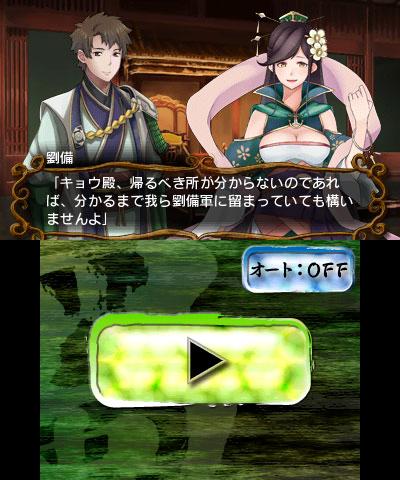 劉備
「キョウ殿、帰るべき所が分からないのであれ
ば、分かるまで我ら劉備軍に留まっていても構い
ませんよ」
オート:OFF